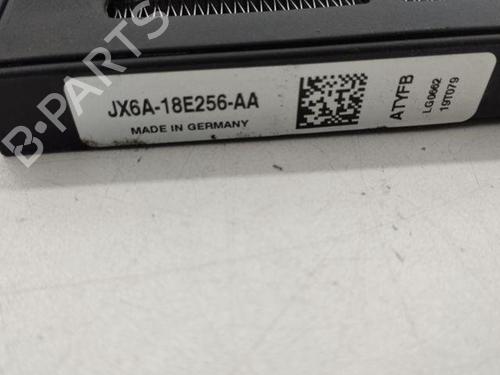 JX6A-18E256-AA
MADE IN GERMANY
ATYFB
LG0662
19T079
B-PARTS